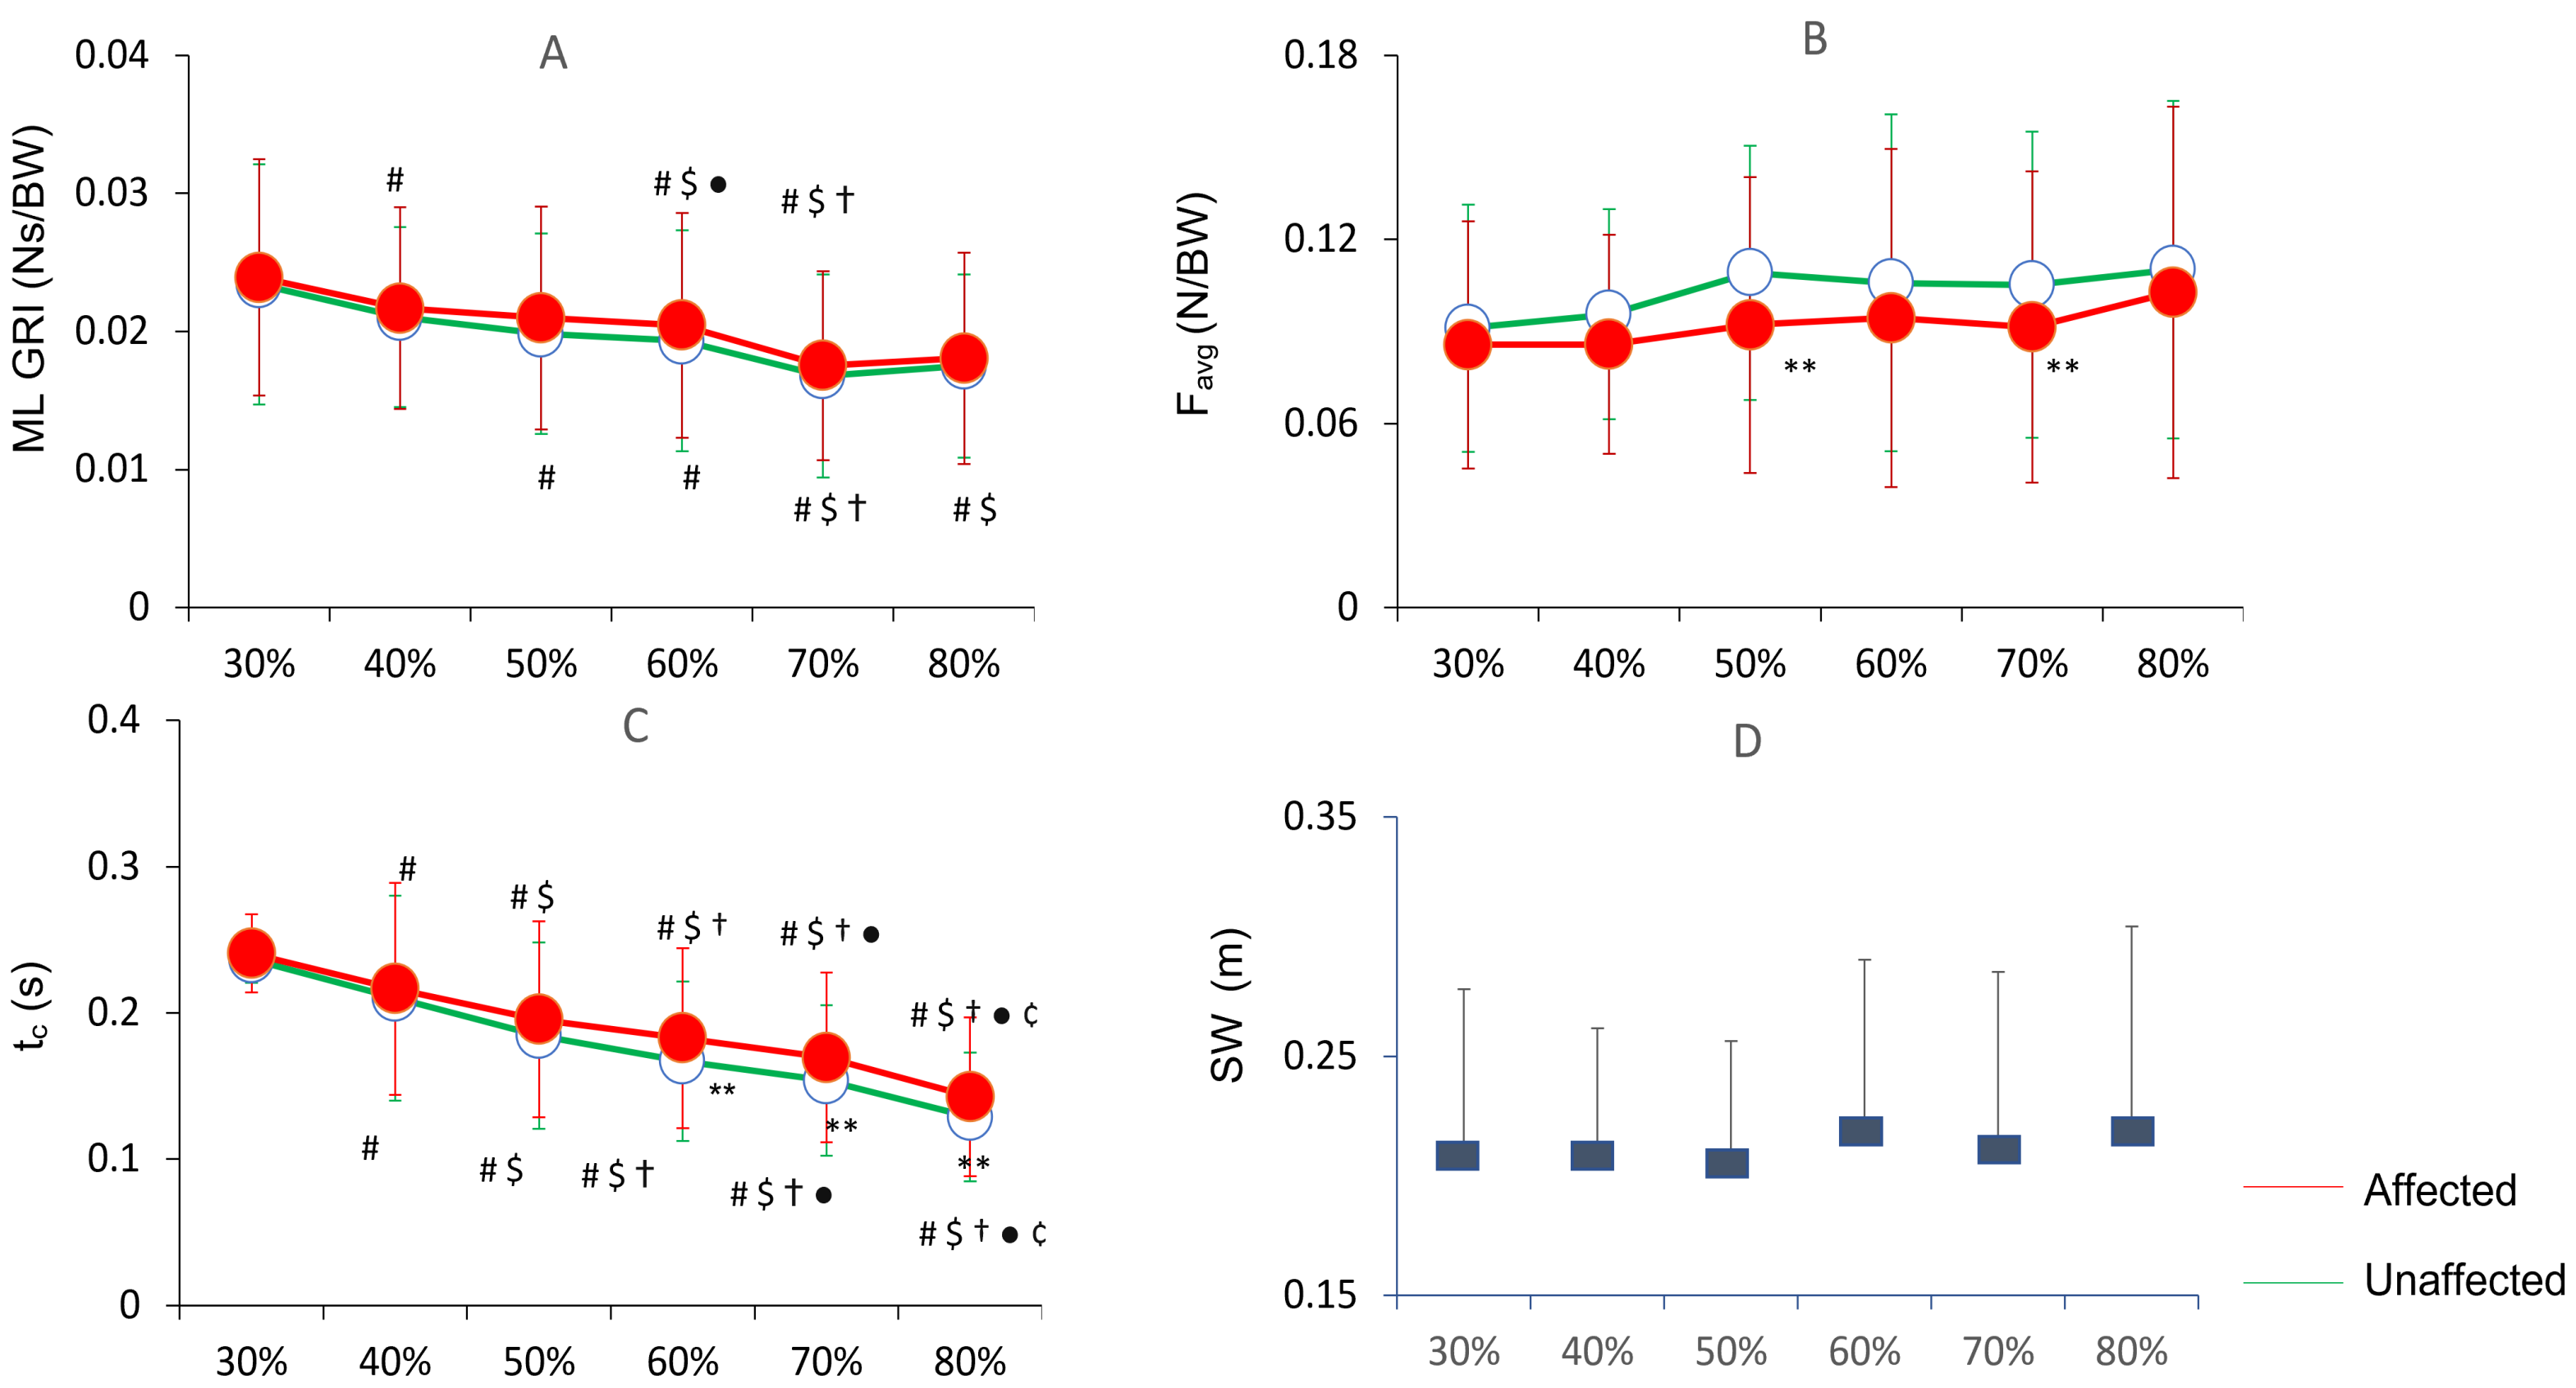 A
ML GRI (Ns/BW)
0.04
0.03
0.02
0.01
0
#
# $ ●
# $ †
#
#
# $ †
# $
30% 40% 50% 60% 70% 80%
B
Favg (N/BW)
0.18
0.12
0.06
0
**
**
30% 40% 50% 60% 70% 80%
C
tc (s)
0.4
0.3
0.2
0.1
0
#
# $
# $ †
# $ † ●
# $ † ● ¢
**
**
**
#
# $
# $ †
# $ † ●
# $ † ● ¢
30% 40% 50% 60% 70% 80%
D
SW (m)
0.35
0.25
0.15
30% 40% 50% 60% 70% 80%
Affected
Unaffected